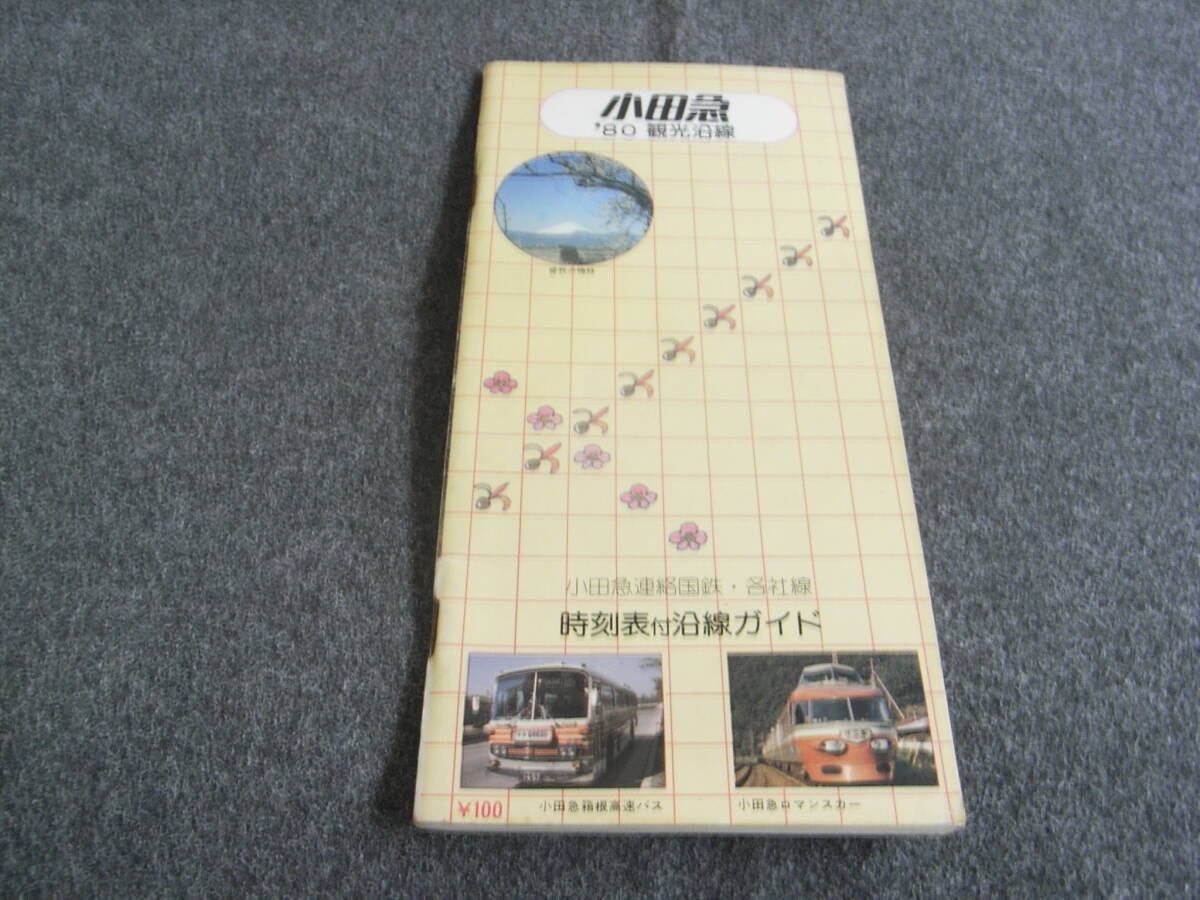 小田急
'80 観光沿線
小田急連絡国鉄・各社線
時刻表付沿線ガイド
¥100
小田急箱根高速バス
小田急ロマンスカー